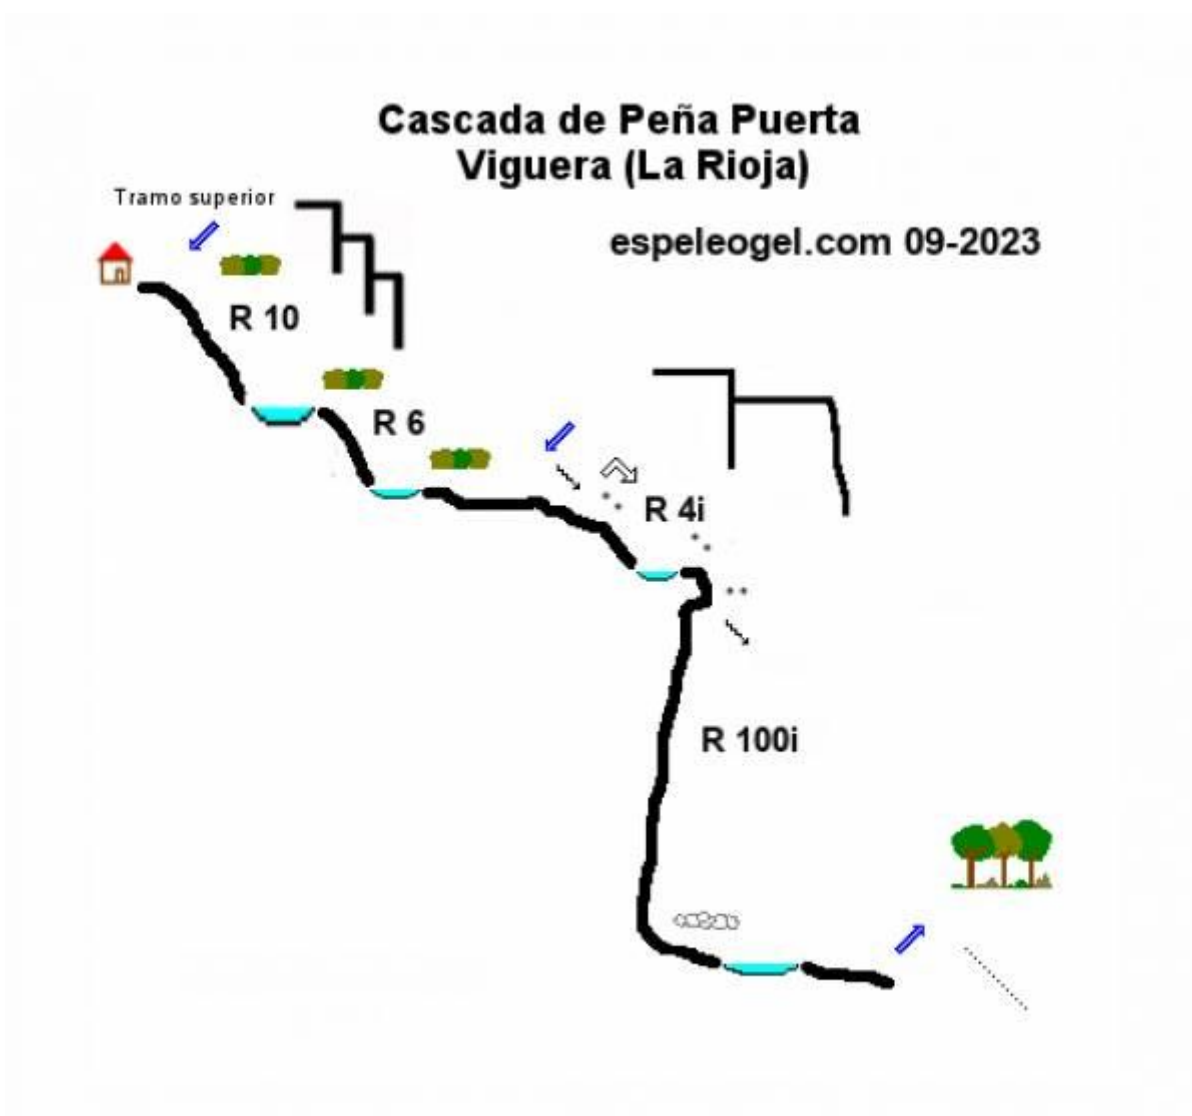 Cascada de Peña Puerta
Viguera (La Rioja)
Tramo superior
espeleogel.com 09-2023
R 10
R 6
R 4i
R 100i